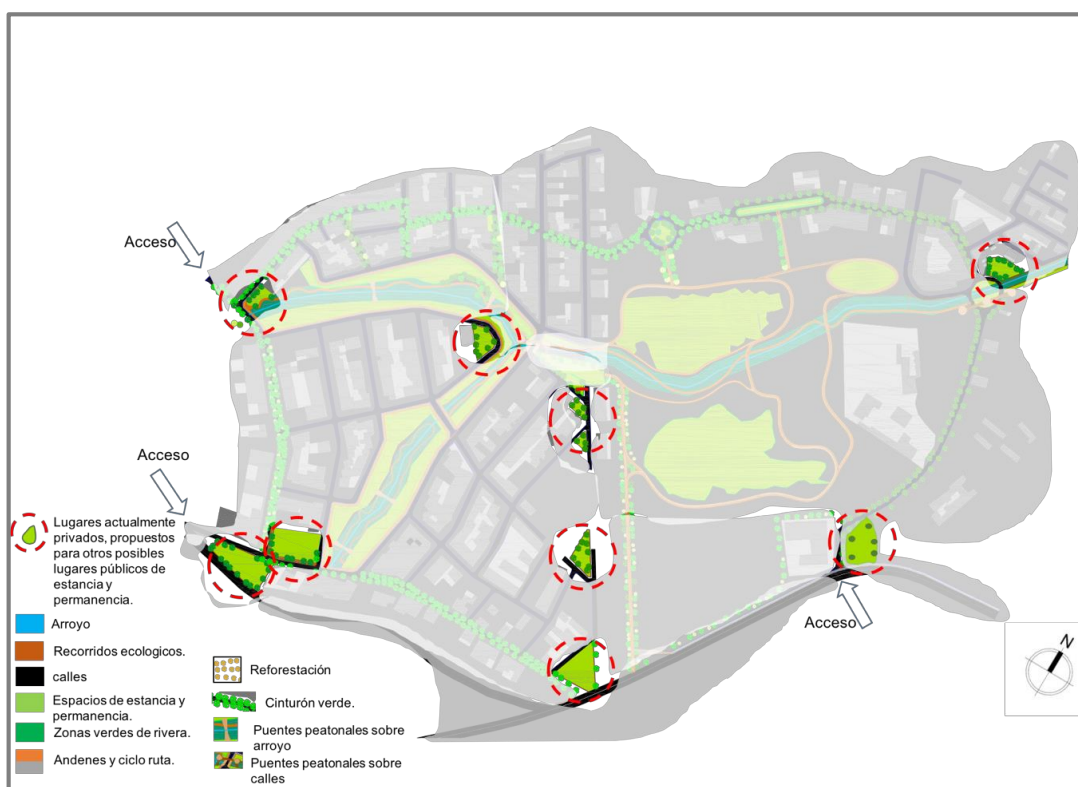 Acceso
Acceso
Lugares actualmente
privados, propuestos
para otros posibles
lugares públicos de
estancia y
permanencia.
Arroyo
Recorridos ecologicos.
calles
Espacios de estancia y
permanencia.
Zonas verdes de rivera.
Andenes y ciclo ruta.
Reforestación
Cinturón verde.
Puentes peatonales sobre
arroyo
Puentes peatonales sobre
calles
Acceso
N